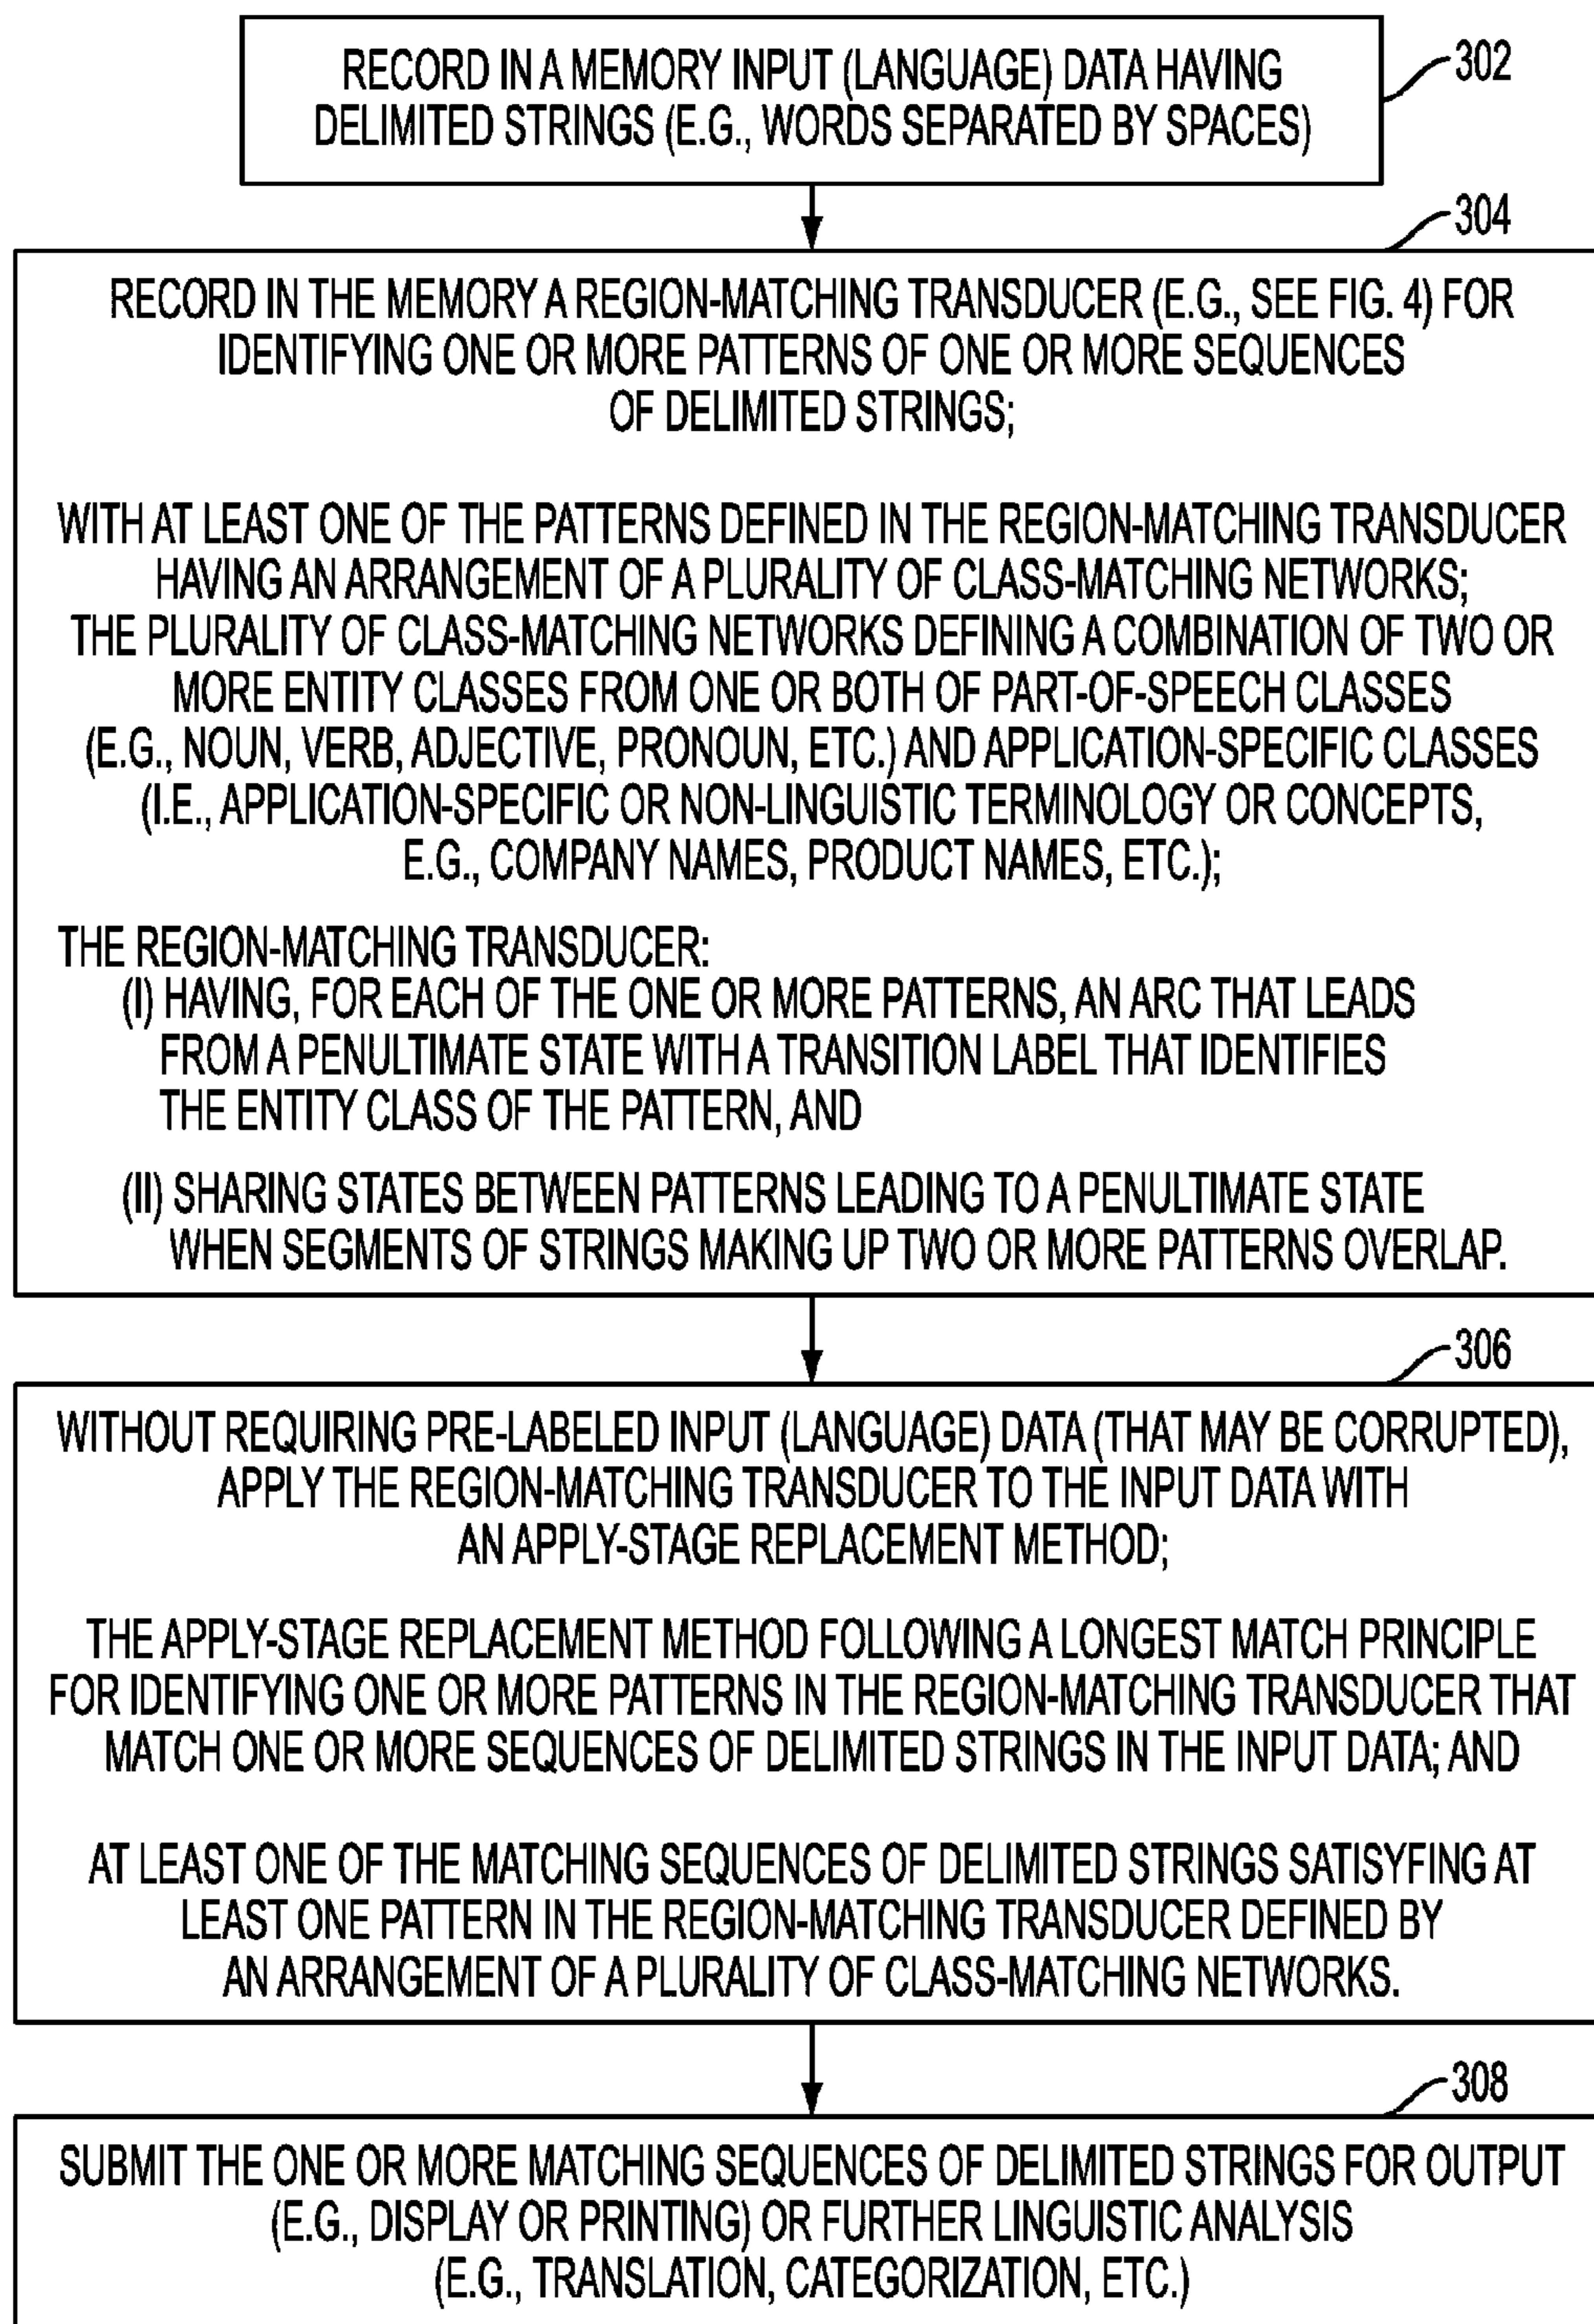 RECORD IN A MEMORY INPUT (LANGUAGE) DATA HAVING
DELIMITED STRINGS (E.G., WORDS SEPARATED BY SPACES)
302
304
RECORD IN THE MEMORY A REGION-MATCHING TRANSDUCER (E.G., SEE FIG. 4) FOR
IDENTIFYING ONE OR MORE PATTERNS OF ONE OR MORE SEQUENCES
OF DELIMITED STRINGS;
WITH AT LEAST ONE OF THE PATTERNS DEFINED IN THE REGION-MATCHING TRANSDUCER
HAVING AN ARRANGEMENT OF A PLURALITY OF CLASS-MATCHING NETWORKS;
THE PLURALITY OF CLASS-MATCHING NETWORKS DEFINING A COMBINATION OF TWO OR
MORE ENTITY CLASSES FROM ONE OR BOTH OF PART-OF-SPEECH CLASSES
(E.G., NOUN, VERB, ADJECTIVE, PRONOUN, ETC.) AND APPLICATION-SPECIFIC CLASSES
(I.E., APPLICATION-SPECIFIC OR NON-LINGUISTIC TERMINOLOGY OR CONCEPTS,
E.G., COMPANY NAMES, PRODUCT NAMES, ETC.);
THE REGION-MATCHING TRANSDUCER:
(I) HAVING, FOR EACH OF THE ONE OR MORE PATTERNS, AN ARC THAT LEADS
FROM A PENULTIMATE STATE WITH A TRANSITION LABEL THAT IDENTIFIES
THE ENTITY CLASS OF THE PATTERN, AND
(II) SHARING STATES BETWEEN PATTERNS LEADING TO A PENULTIMATE STATE
WHEN SEGMENTS OF STRINGS MAKING UP TWO OR MORE PATTERNS OVERLAP.
306
WITHOUT REQUIRING PRE-LABELED INPUT (LANGUAGE) DATA (THAT MAY BE CORRUPTED),
APPLY THE REGION-MATCHING TRANSDUCER TO THE INPUT DATA WITH
AN APPLY-STAGE REPLACEMENT METHOD;
THE APPLY-STAGE REPLACEMENT METHOD FOLLOWING A LONGEST MATCH PRINCIPLE
FOR IDENTIFYING ONE OR MORE PATTERNS IN THE REGION-MATCHING TRANSDUCER THAT
MATCH ONE OR MORE SEQUENCES OF DELIMITED STRINGS IN THE INPUT DATA; AND
AT LEAST ONE OF THE MATCHING SEQUENCES OF DELIMITED STRINGS SATISYFING AT
LEAST ONE PATTERN IN THE REGION-MATCHING TRANSDUCER DEFINED BY
AN ARRANGEMENT OF A PLURALITY OF CLASS-MATCHING NETWORKS.
308
SUBMIT THE ONE OR MORE MATCHING SEQUENCES OF DELIMITED STRINGS FOR OUTPUT
(E.G., DISPLAY OR PRINTING) OR FURTHER LINGUISTIC ANALYSIS
(E.G., TRANSLATION, CATEGORIZATION, ETC.)